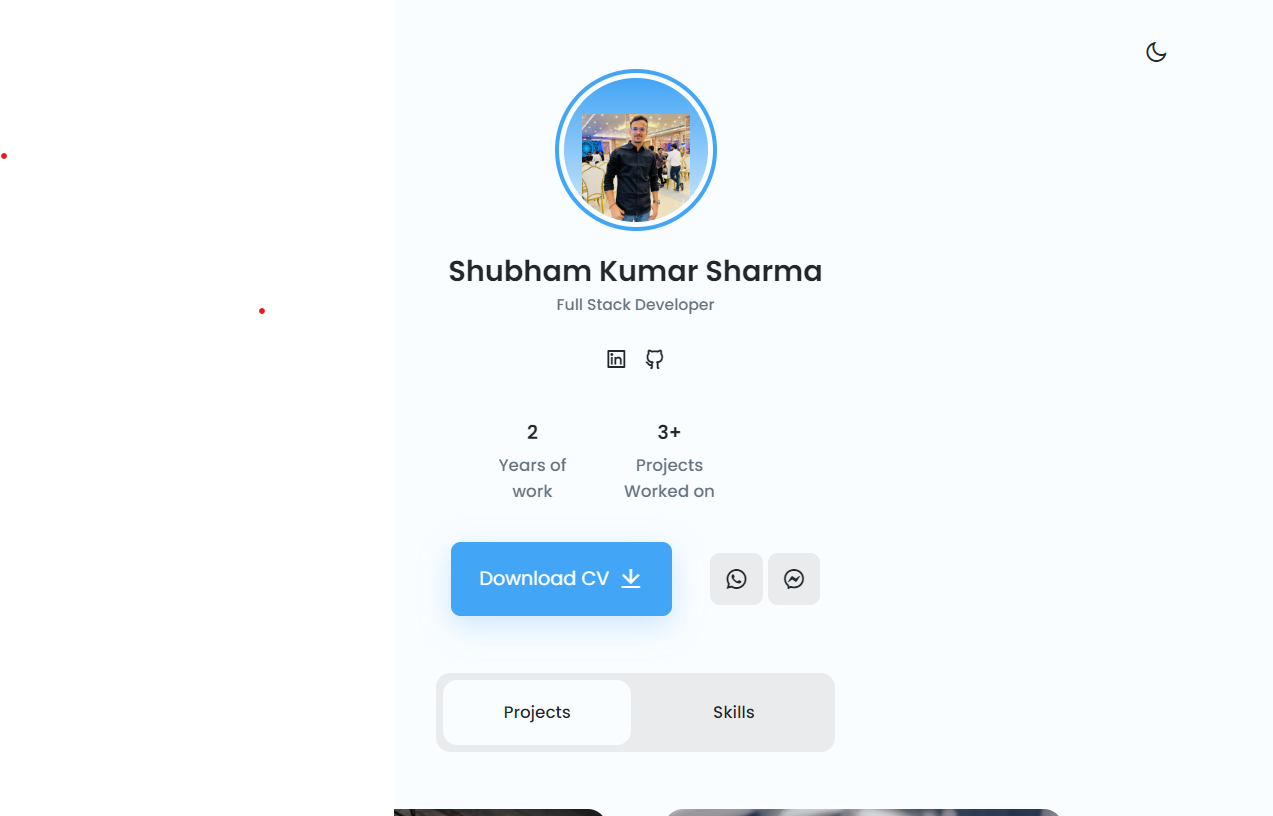 Shubham Kumar Sharma
Full Stack Developer
2
Years of
work
3+
Projects
Worked on
Download CV
Projects
Skills